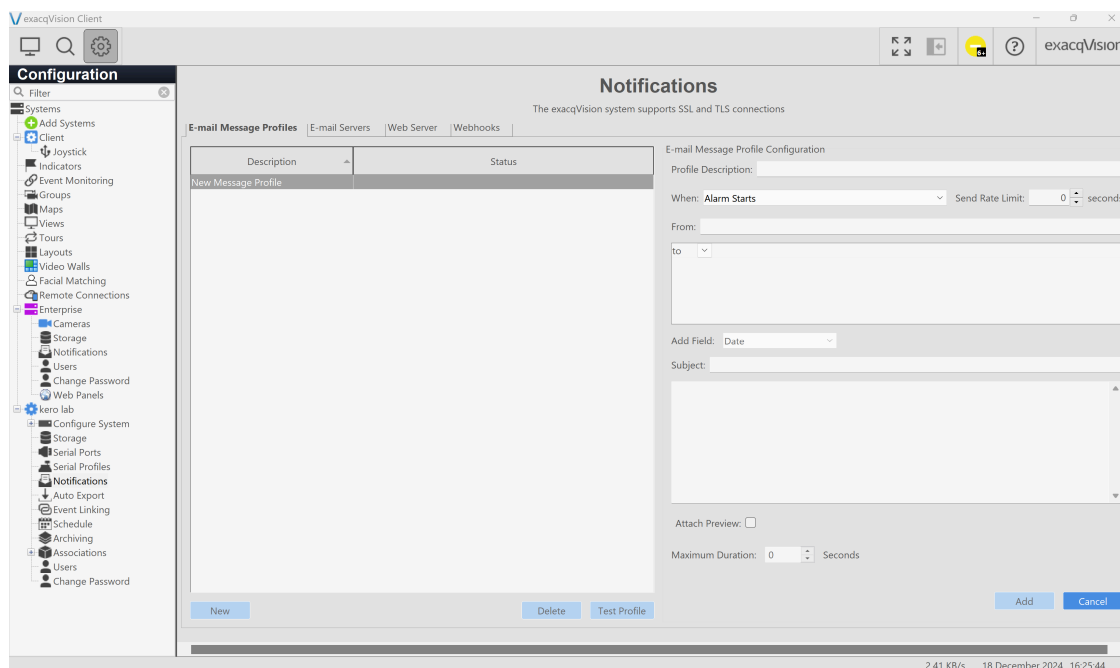 exacqVision Client
exacqVision
Configuration
Filter
Systems
Add Systems
Client
Joystick
Indicators
Event Monitoring
Groups
Maps
Views
Tours
Layouts
Video Walls
Facial Matching
Remote Connections
Enterprise
Cameras
Storage
Notifications
Users
Change Password
Web Panels
kero lab
Configure System
Storage
Serial Ports
Serial Profiles
Notifications
Auto Export
Event Linking
Schedule
Archiving
Associations
Users
Change Password
Notifications
The exacqVision system supports SSL and TLS connections
E-mail Message Profiles E-mail Servers Web Server Webhooks
Description Status
New Message Profile
New Delete Test Profile
E-mail Message Profile Configuration
Profile Description:
When: Alarm Starts Send Rate Limit: 0 seconds
From:
to
Add Field: Date
Subject:
Attach Preview:
Maximum Duration: 0 Seconds
Add Cancel
2.41 KB/s 18 December 2024 16:25:44